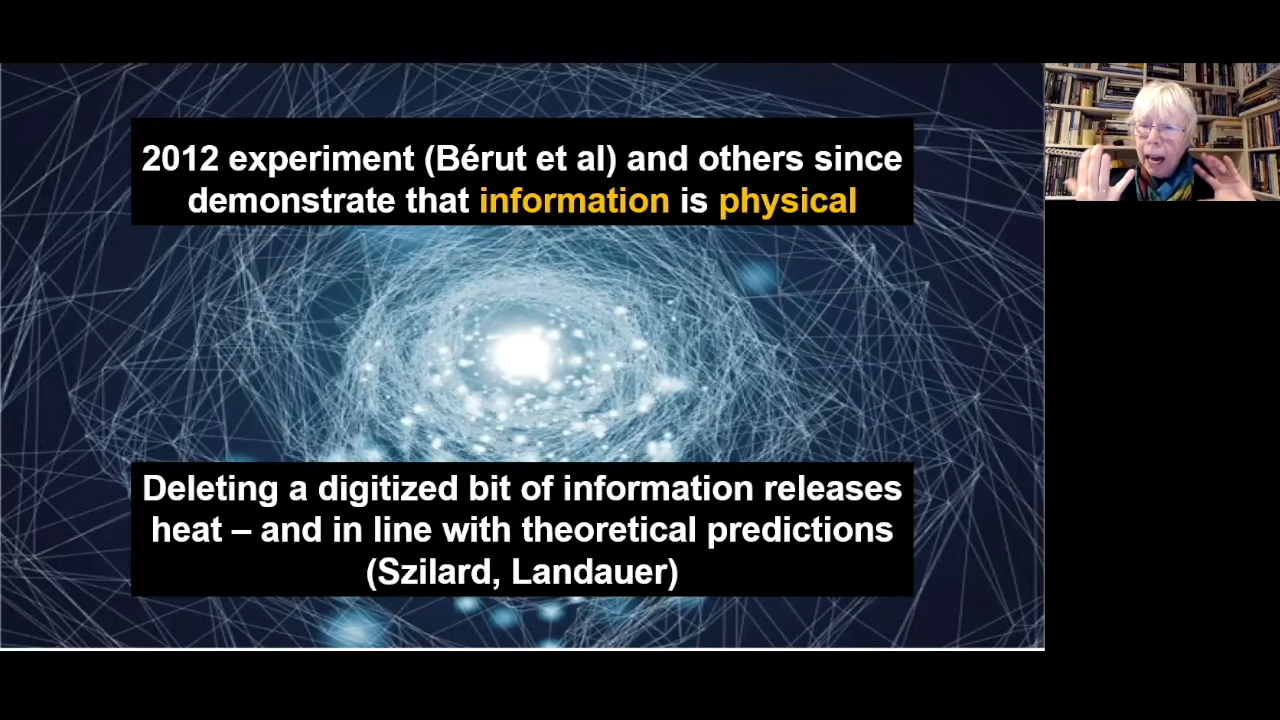 2012 experiment (Bérut et al) and others since
demonstrate that information is physical
Deleting a digitized bit of information releases
heat – and in line with theoretical predictions
(Szilard, Landauer)